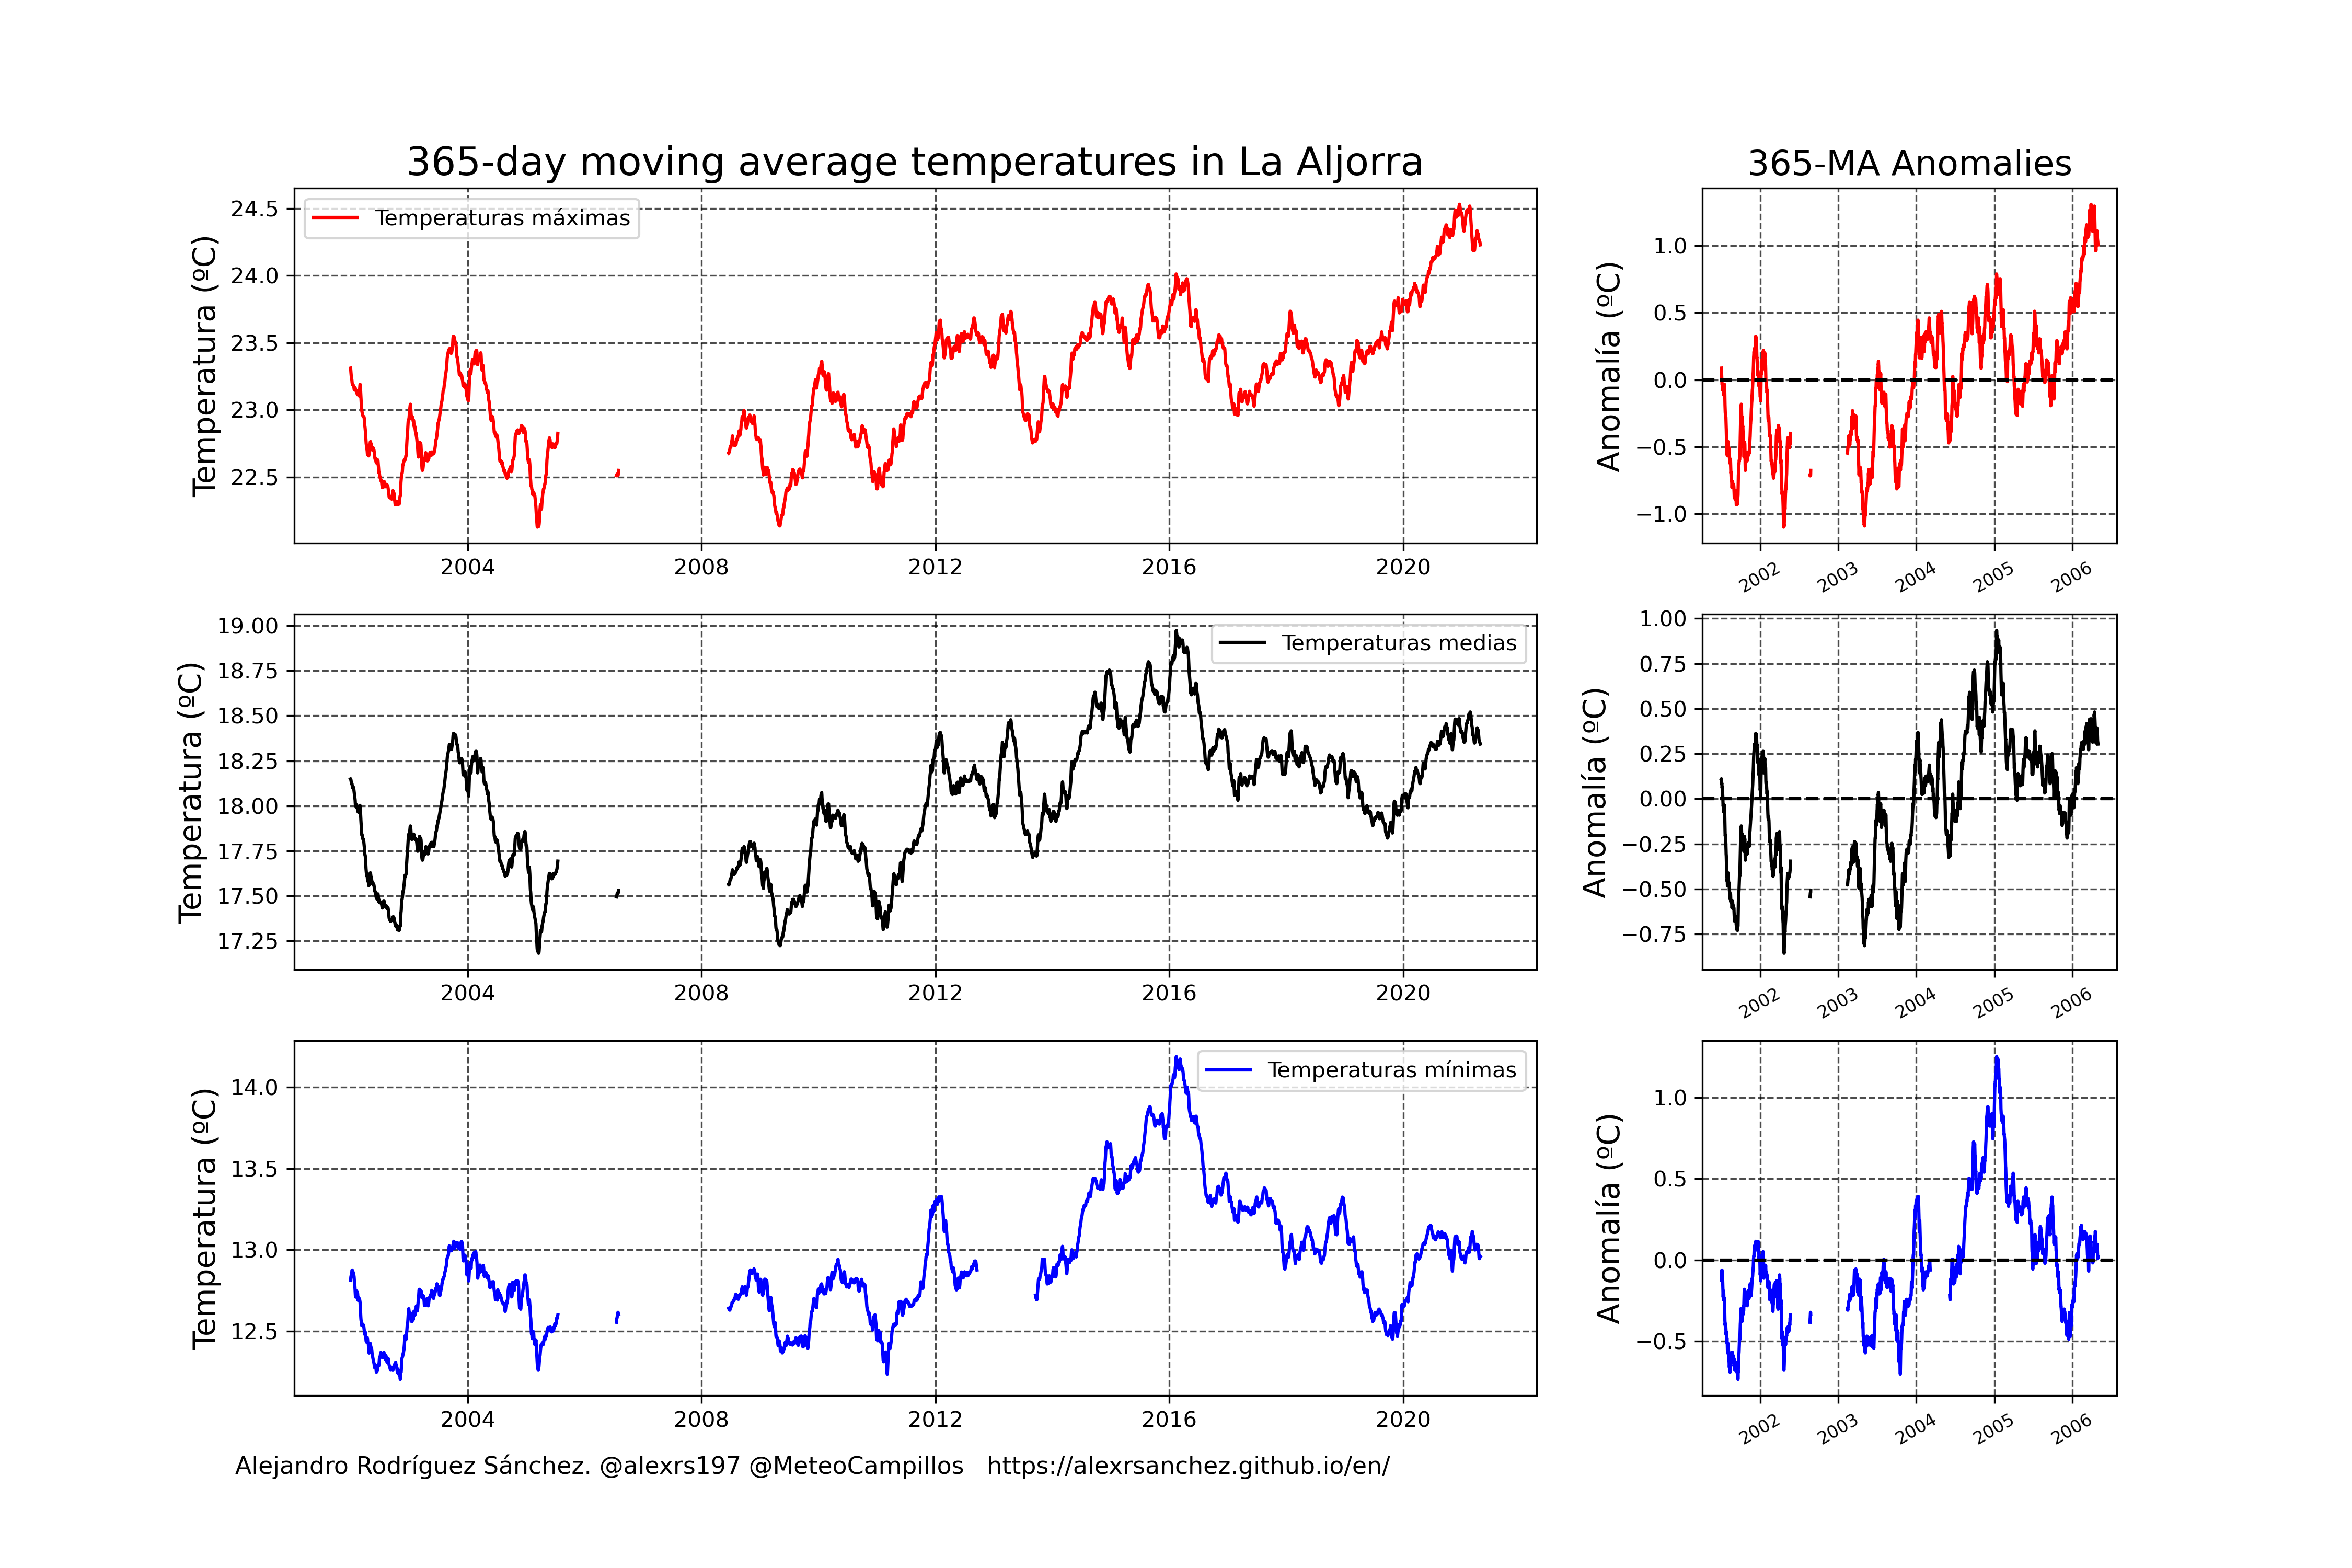 365-day moving average temperatures in La Aljorra
365-MA Anomalies
Temperatura (ºC)
24.5
24.0
23.5
23.0
22.5
Temperaturas máximas
2004 2008 2012 2016 2020
Anomalía (ºC)
1.0
0.5
0.0
−0.5
−1.0
2002 2003 2004 2005 2006
Temperatura (ºC)
19.00
18.75
18.50
18.25
18.00
17.75
17.50
17.25
Temperaturas medias
2004 2008 2012 2016 2020
Anomalía (ºC)
1.00
0.75
0.50
0.25
0.00
−0.25
−0.50
−0.75
2002 2003 2004 2005 2006
Temperatura (ºC)
14.0
13.5
13.0
12.5
Temperaturas mínimas
2004 2008 2012 2016 2020
Anomalía (ºC)
1.0
0.5
0.0
−0.5
2002 2003 2004 2005 2006
Alejandro Rodríguez Sánchez. @alexrs197 @MeteoCampillos https://alexrsanchez.github.io/en/